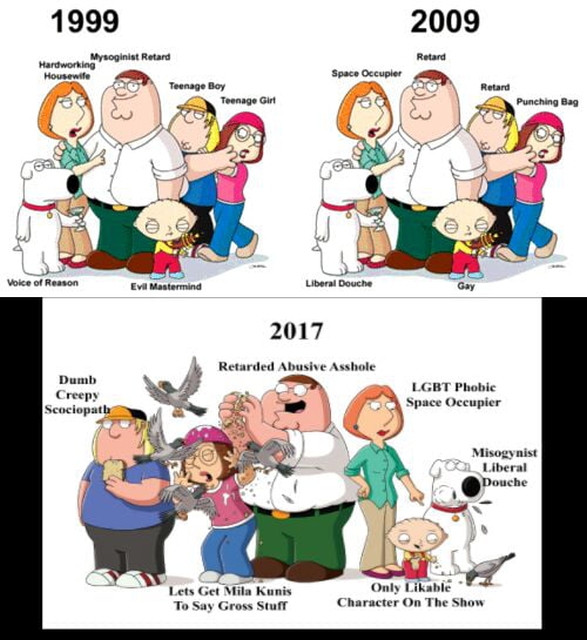 1999
2009
Mysoginist Retard
Hardworking
Housewife
Teenage Boy
Teenage Girl
Voice of Reason
Evil Mastermind
Retard
Space Occupier
Retard
Punching Bag
Liberal Douche
Gay
2017
Retarded Abusive Asshole
Dumb
Creepy
Scociopath
LGBT Phobic
Space Occupier
Misogynist
Liberal
Douche
Lets Get Mila Kunis
To Say Gross Stuff
Only Likable
Character On The Show